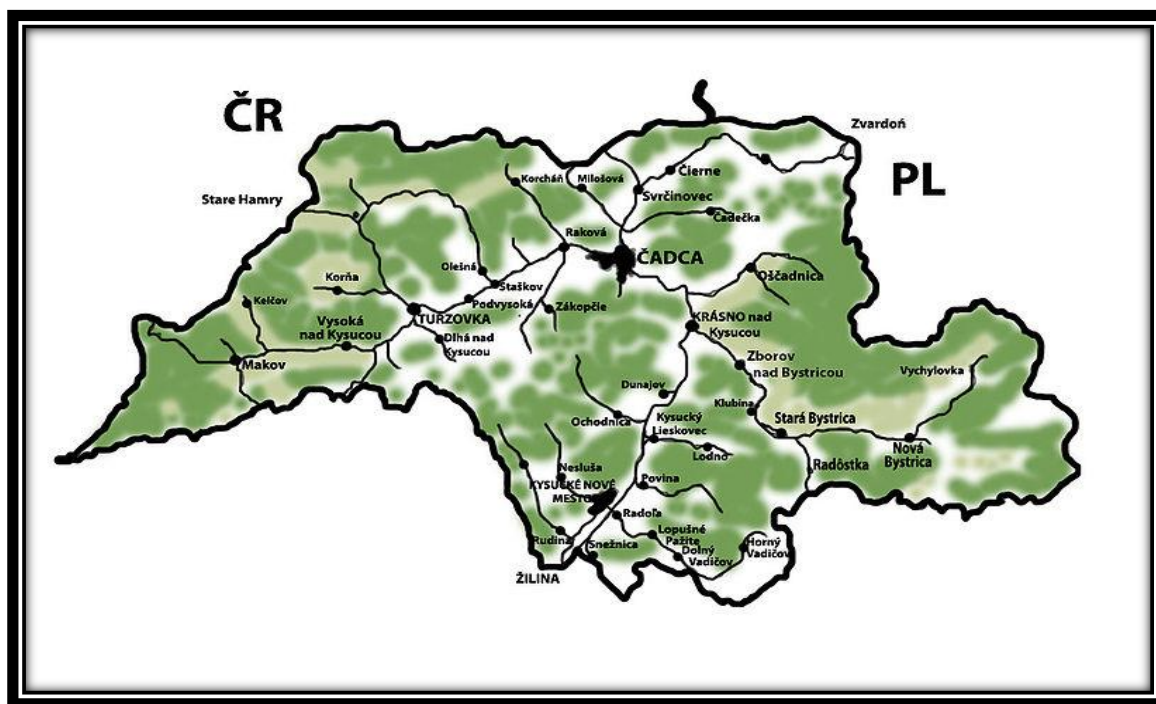 ČR
Zvardoň
PL
Stare Hamry
Korcháň
Milošová
Čierne
Svrčinovec
Čadečka
Raková
ČADCA
Olešná
Staškov
Oščadnica
Korňa
Kelčov
Podvysoká
Zákopčie
TURZOVKA
Vysoká
nad Kysucou
Dlhá nad
Kysucou
KRÁSNO nad
Kysucou
Makov
Zborov
nad Bystricou
Vychylovka
Dunajov
Klubina
Ochodnica
Kysucký
Lieskovec
Stará Bystrica
Lodno
Nová
Bystrica
Radôstka
Nesluša
KYSUCKÉ NOVÉ
MESTO
Povina
Radoľa
Rudina
Snežnica
Lopušné
Pažite
Dolný
Vadičov
Horný
Vadičov
ŽILINA